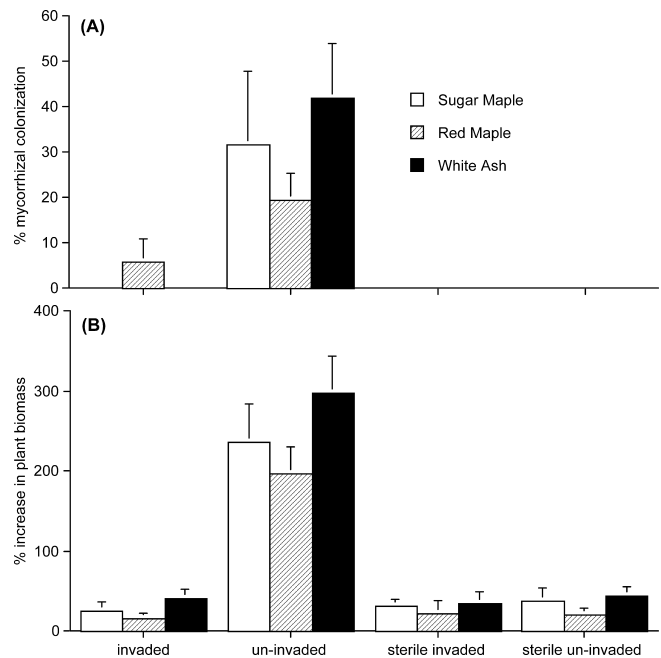 (A)
% mycorrhizal colonization
60
50
40
30
20
10
0
Sugar Maple
Red Maple
White Ash
(B)
% increase in plant biomass
400
300
200
100
0
invaded
un-invaded
sterile invaded
sterile un-invaded